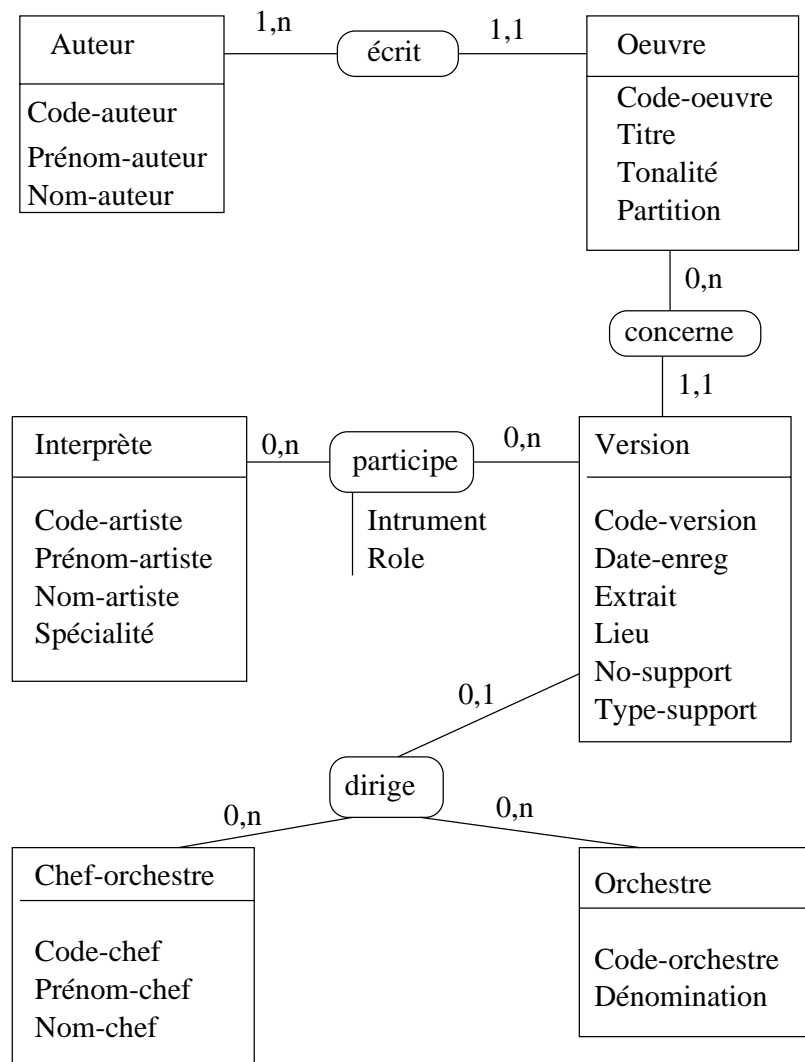 Auteur
1,n
écrit
1,1
Oeuvre
Code-auteur
Prénom-auteur
Nom-auteur
Code-oeuvre
Titre
Tonalité
Partition
0,n
concerne
1,1
Interprète
0,n
participe
0,n
Version
Code-artiste
Prénom-artiste
Nom-artiste
Spécialité
Intrument
Role
Code-version
Date-enreg
Extrait
Lieu
No-support
Type-support
0,1
dirige
0,n
0,n
Chef-orchestre
Code-chef
Prénom-chef
Nom-chef
Orchestre
Code-orchestre
Dénomination